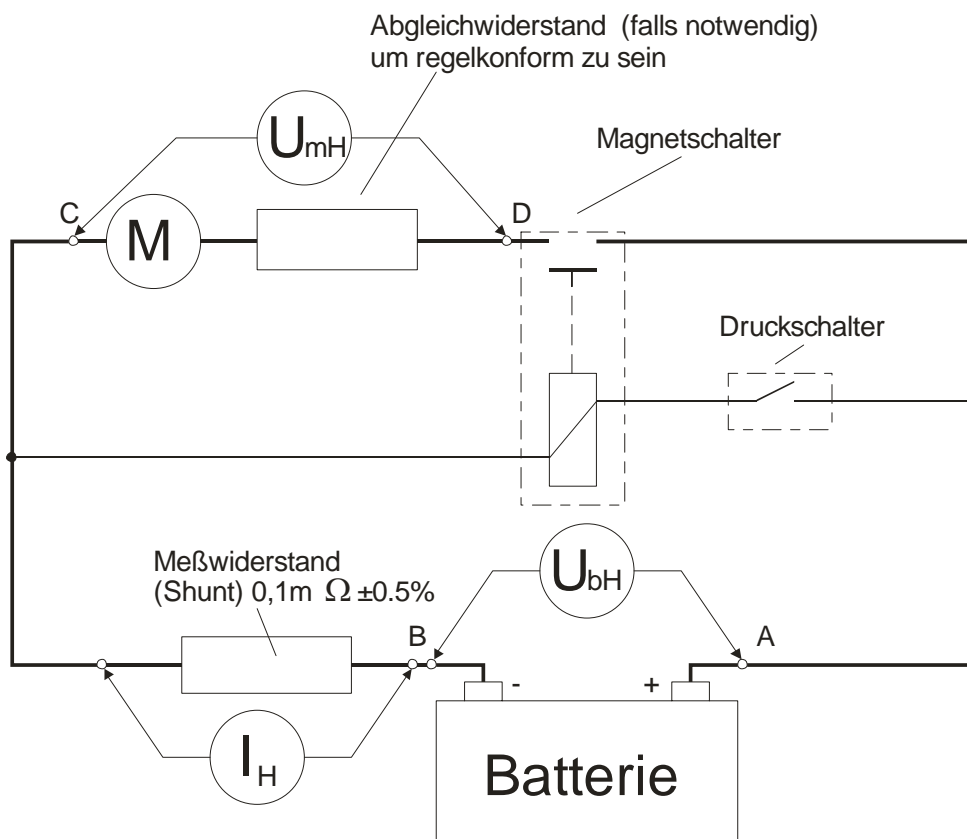 Abgleichwiderstand (falls notwendig)
um regelkonform zu sein
UmH
Magnetschalter
C
D
M
Druckschalter
Meßwiderstand
(Shunt) 0,1m Ω ±0.5%
UbH
B
A
- +
IH
Batterie